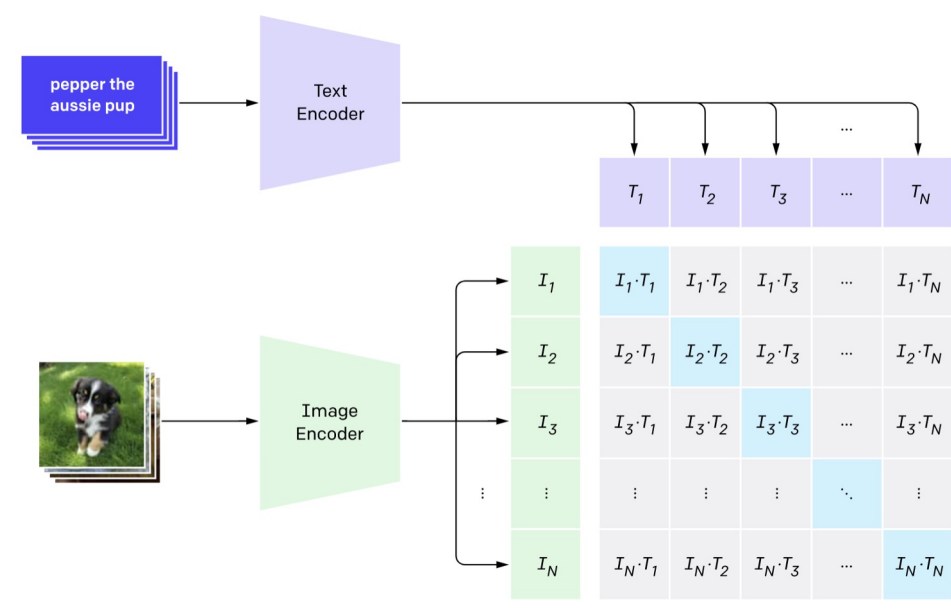 pepper the
aussie pup
Text
Encoder
...
T1 T2 T3 ... TN
I1 I1·T1 I1·T2 I1·T3 ... I1·TN
I2 I2·T1 I2·T2 I2·T3 ... I2·TN
Image
Encoder
I3 I3·T1 I3·T2 I3·T3 ... I3·TN
⋮ ⋮ ⋮ ⋮ ⋮ ⋱ ⋮
IN IN·T1 IN·T2 IN·T3 ... IN·TN